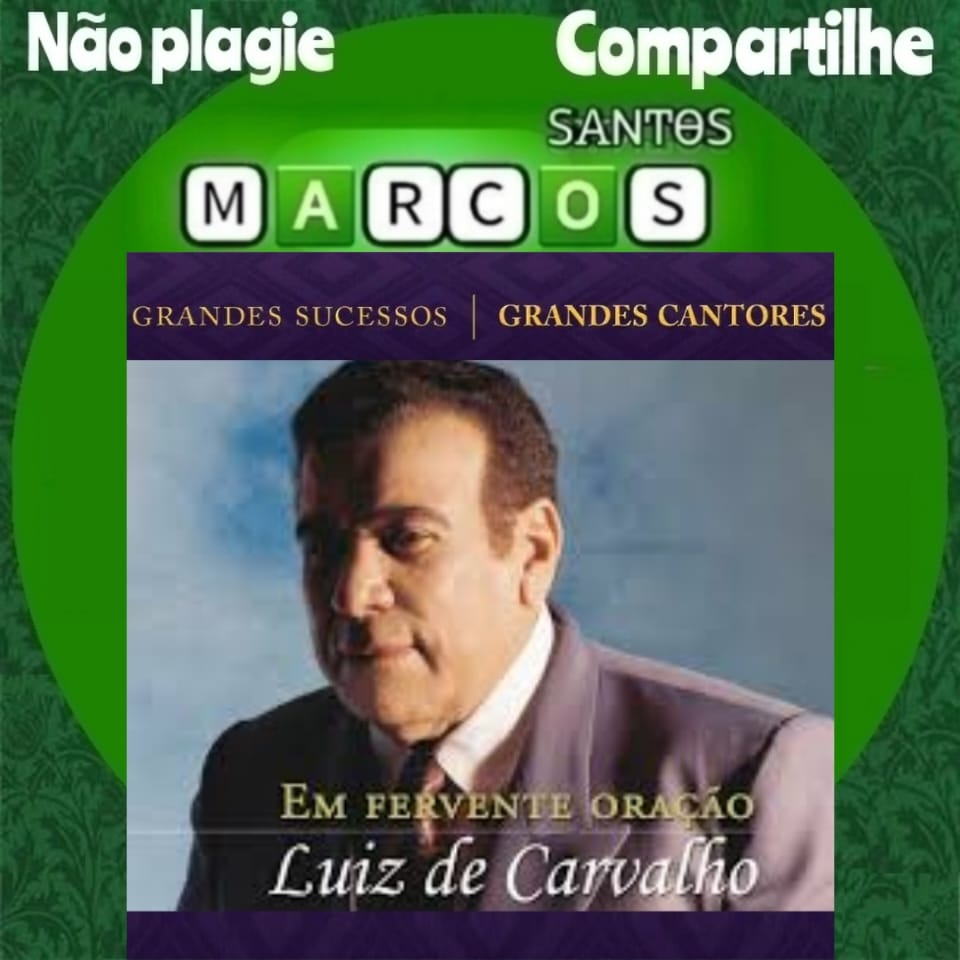 Não plagie
Compartilhe
SANTOS
MARCOS
GRANDES SUCESSOS | GRANDES CANTORES
EM FERVENTE ORAÇÃO
Luiz de Carvalho